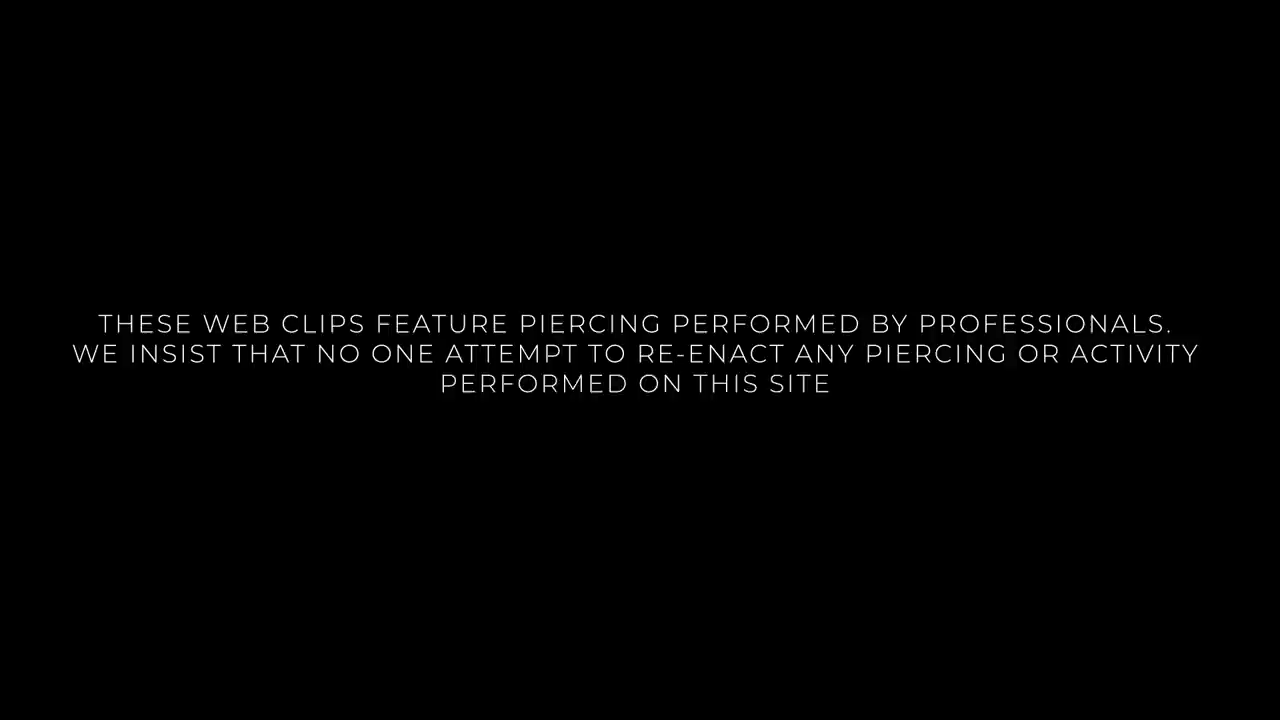 THESE WEB CLIPS FEATURE PIERCING PERFORMED BY PROFESSIONALS.
WE INSIST THAT NO ONE ATTEMPT TO RE-ENACT ANY PIERCING OR ACTIVITY
PERFORMED ON THIS SITE